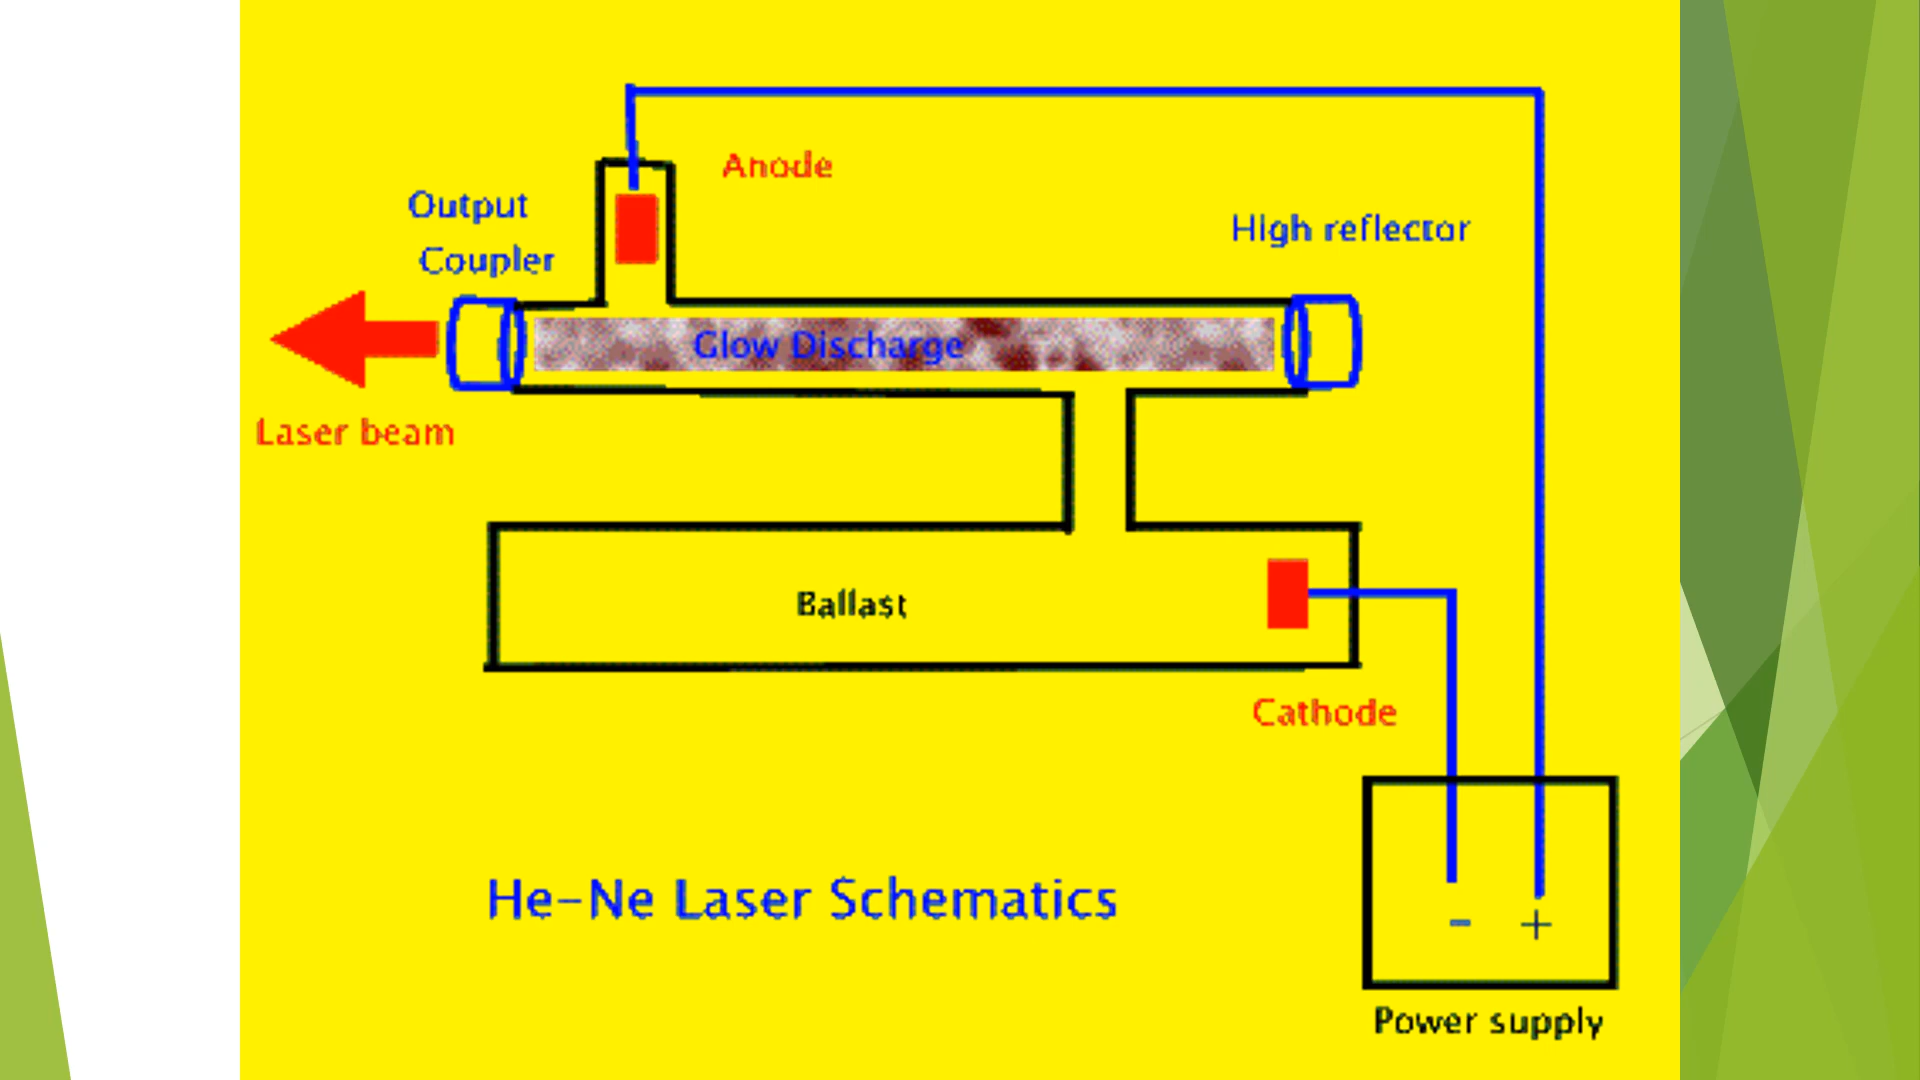 Anode
Output
Coupler
High reflector
Glow Discharge
Laser beam
Ballast
Cathode
He-Ne Laser Schematics
- +
Power supply